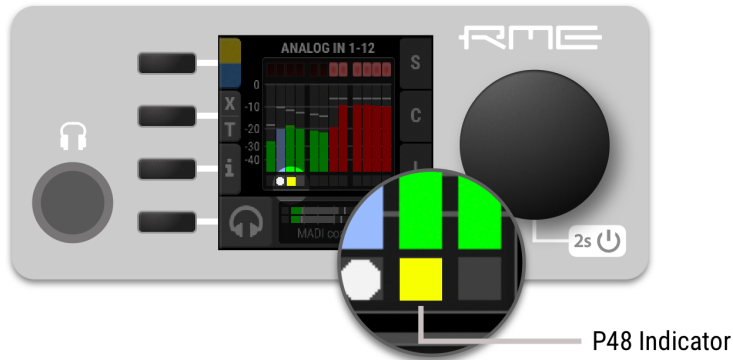 RME
ANALOG IN 1-12
S
0
X
-10
C
T
-20
-30
i
-40
MADI co
2s
P48 Indicator